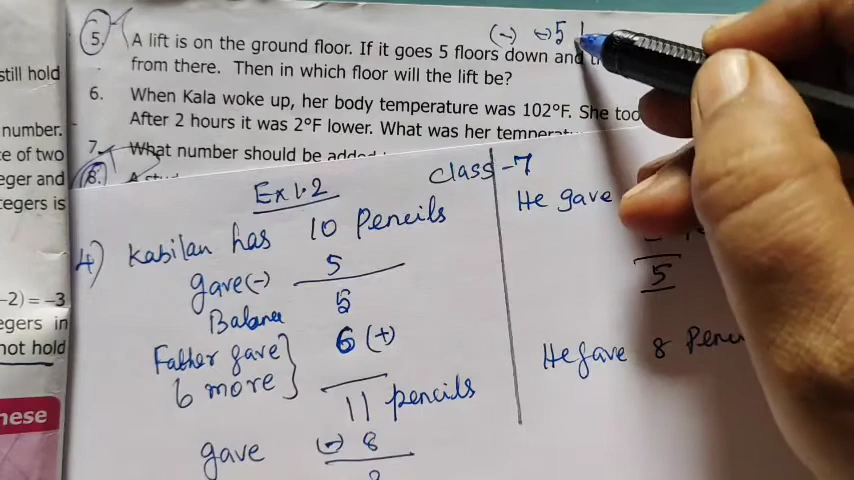 (-) (-)5
5. A lift is on the ground floor. If it goes 5 floors down and
from there. Then in which floor will the lift be?
6. When Kala woke up, her body temperature was 102°F. She too
After 2 hours it was 2°F lower. What was her temperat
7. What number should be added
8. A stu
still hold
number.
ce of two
eger and
tegers is
-2) = -3
egers in
not hold
nese
Ex 1.2
class-7
4) Kabilan has 10 Pencils
gave (-) 5
Balance 5
Father gave
6 more } 6 (+)
11 pencils
gave (-) 8
He gave
5
He gave 8 Penc